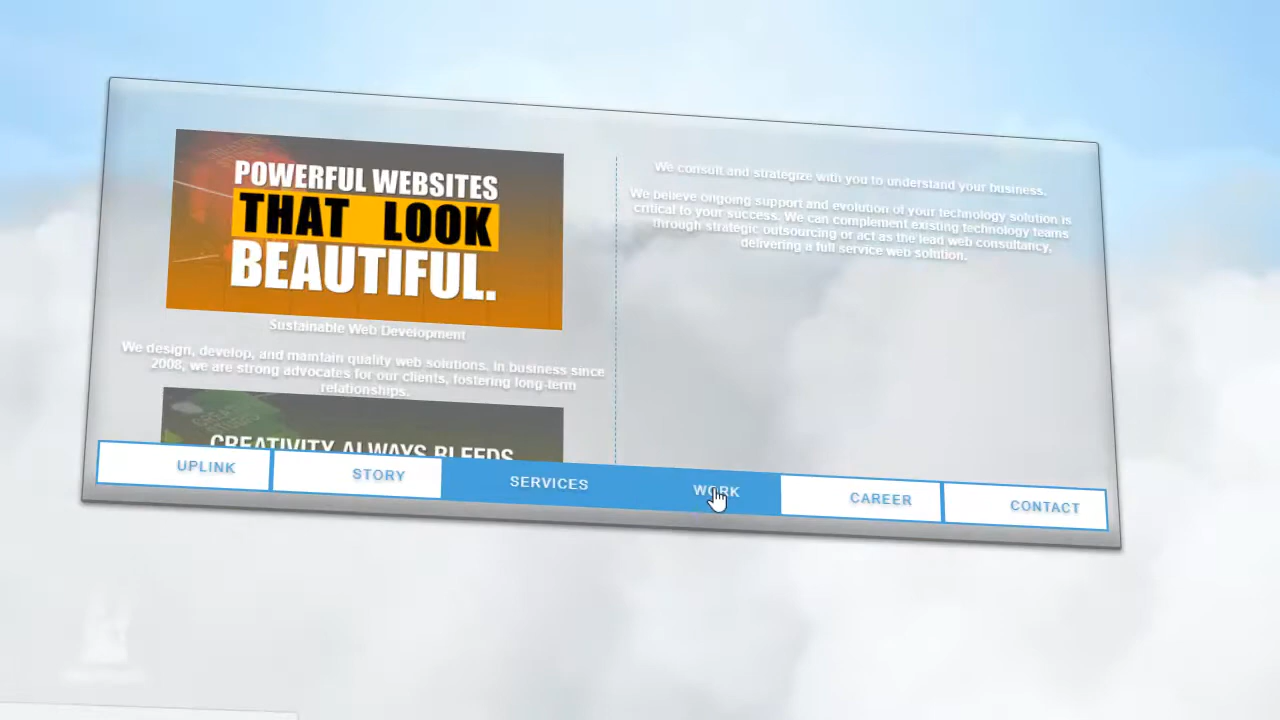 POWERFUL WEBSITES
THAT LOOK
BEAUTIFUL.
Sustainable Web Development
We design, develop, and maintain quality web solutions. In business since
2008, we are strong advocates for our clients, fostering long-term
relationships.
CREATIVITY ALWAYS BLEEDS
We consult and strategize with you to understand your business.
We believe ongoing support and evolution of your technology solution is
critical to your success. We can complement existing technology teams
through strategic outsourcing or act as the lead web consultancy,
delivering a full service web solution.
UPLINK
STORY
SERVICES
WORK
CAREER
CONTACT